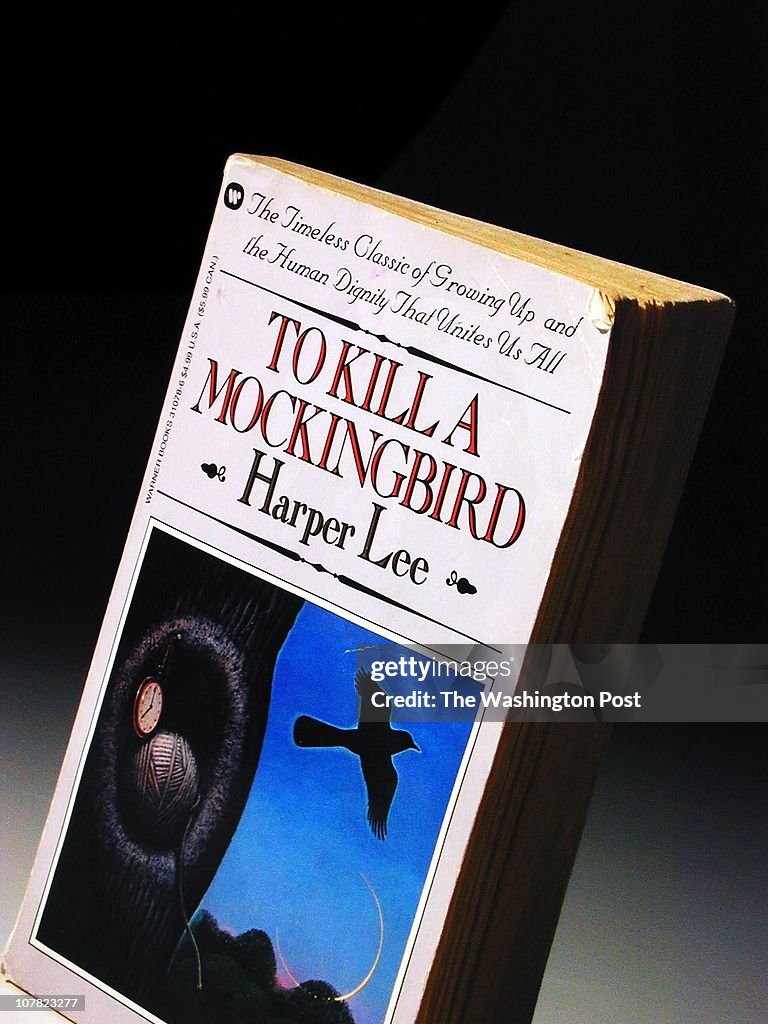 The Timeless Classic of Growing Up and
the Human Dignity That Unites Us All
TO KILL A
MOCKINGBIRD
Harper Lee
WARNER BOOKS 31078-6 $4.99 U.S.A. ($5.99 CAN.)
gettyimages
Credit: The Washington Post
107823277